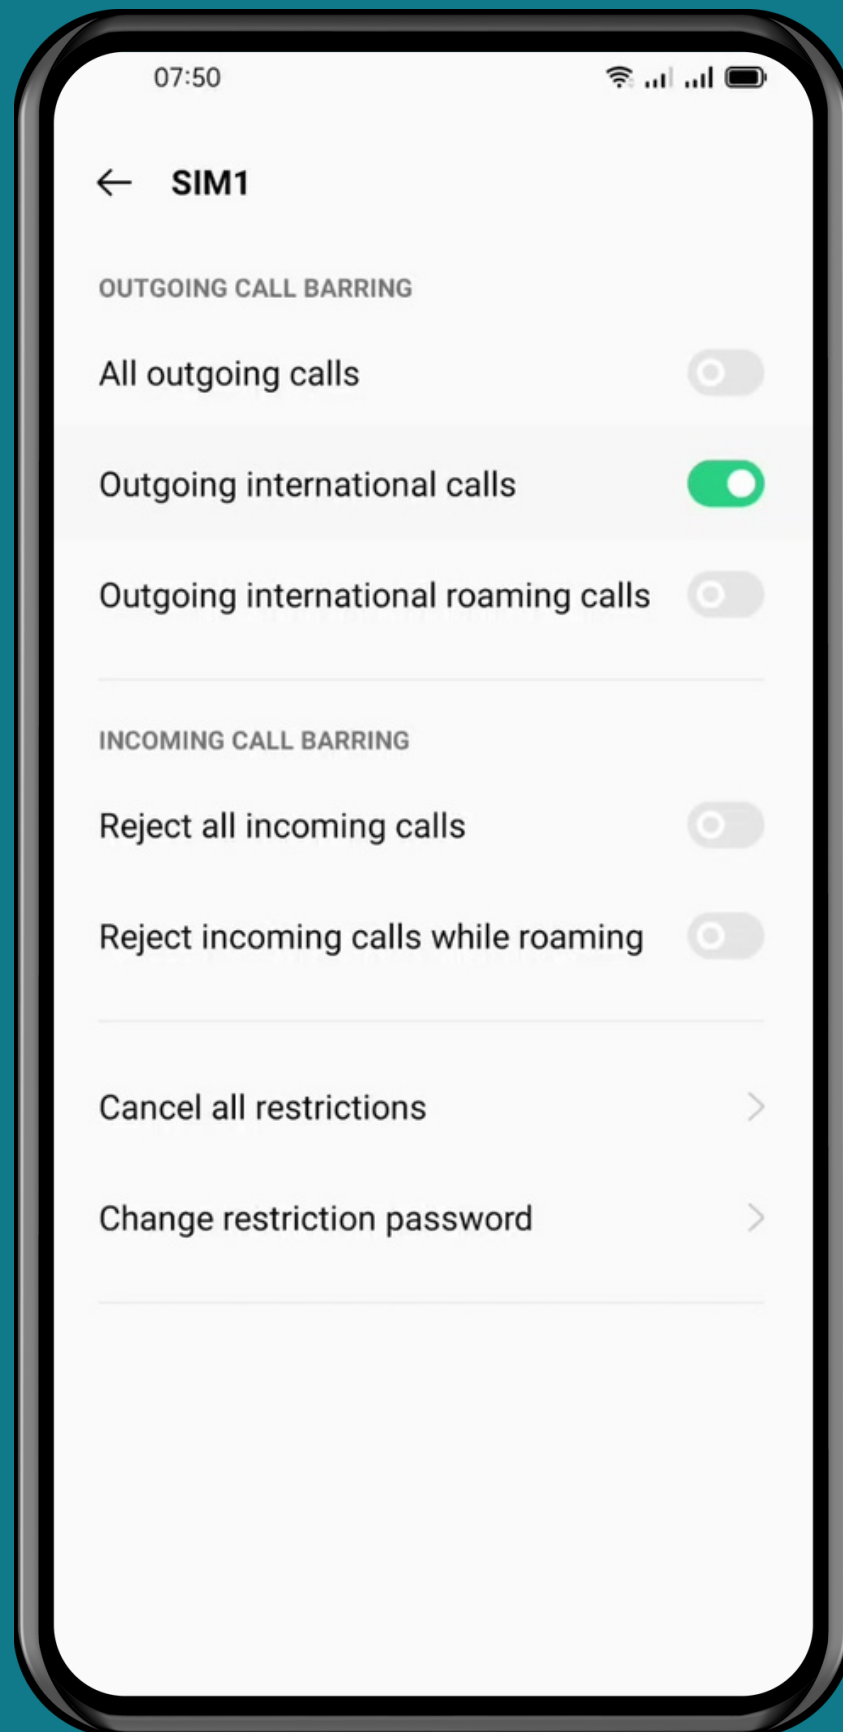 07:50
SIM1
OUTGOING CALL BARRING
All outgoing calls
Outgoing international calls
Outgoing international roaming calls
INCOMING CALL BARRING
Reject all incoming calls
Reject incoming calls while roaming
Cancel all restrictions
Change restriction password